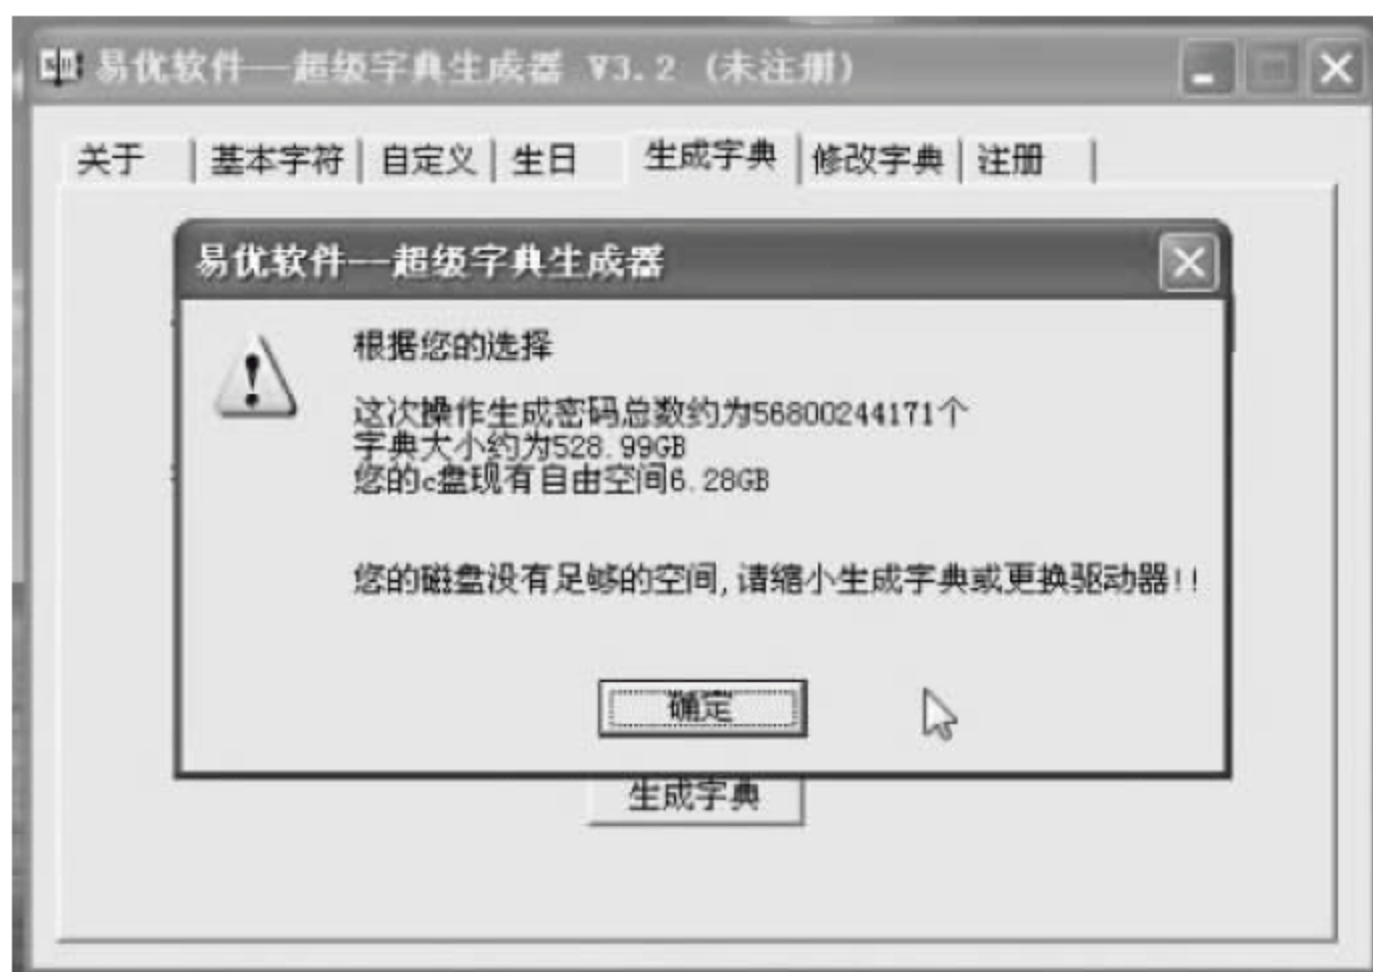 易优软件——超级字典生成器 V3.2 (未注册)
关于 基本字符 自定义 生日 生成字典 修改字典 注册
易优软件--超级字典生成器
根据您的选择
这次操作生成密码总数约为56800244171个
字典大小约为528.99GB
您的c盘现有自由空间6.28GB
您的磁盘没有足够的空间,请缩小生成字典或更换驱动器!!
确定
生成字典